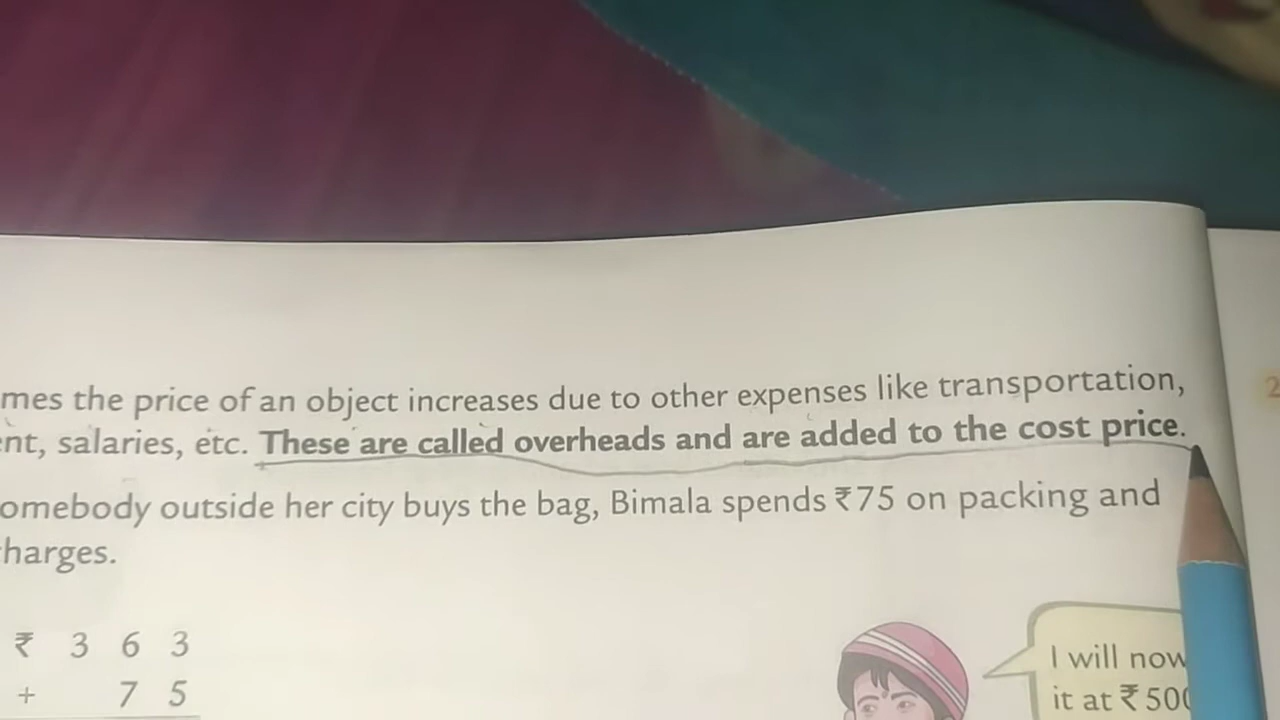 mes the price of an object increases due to other expenses like transportation,
nt, salaries, etc. These are called overheads and are added to the cost price.
omebody outside her city buys the bag, Bimala spends ₹75 on packing and
harges.
₹ 3 6 3
+ 7 5
I will now
it at ₹500
2